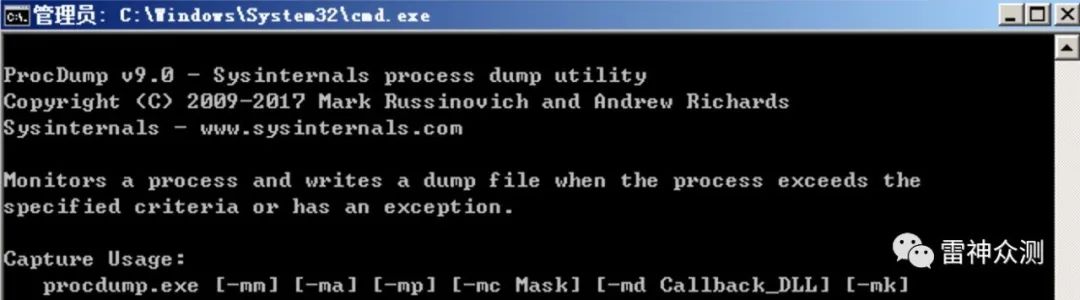 管理员: C:\Windows\System32\cmd.exe
ProcDump v9.0 - Sysinternals process dump utility
Copyright (C) 2009-2017 Mark Russinovich and Andrew Richards
Sysinternals - www.sysinternals.com
Monitors a process and writes a dump file when the process exceeds the
specified criteria or has an exception.
Capture Usage:
   procdump.exe [-mm] [-ma] [-mp] [-mc Mask] [-md Callback_DLL] [-mk]
雷神众测